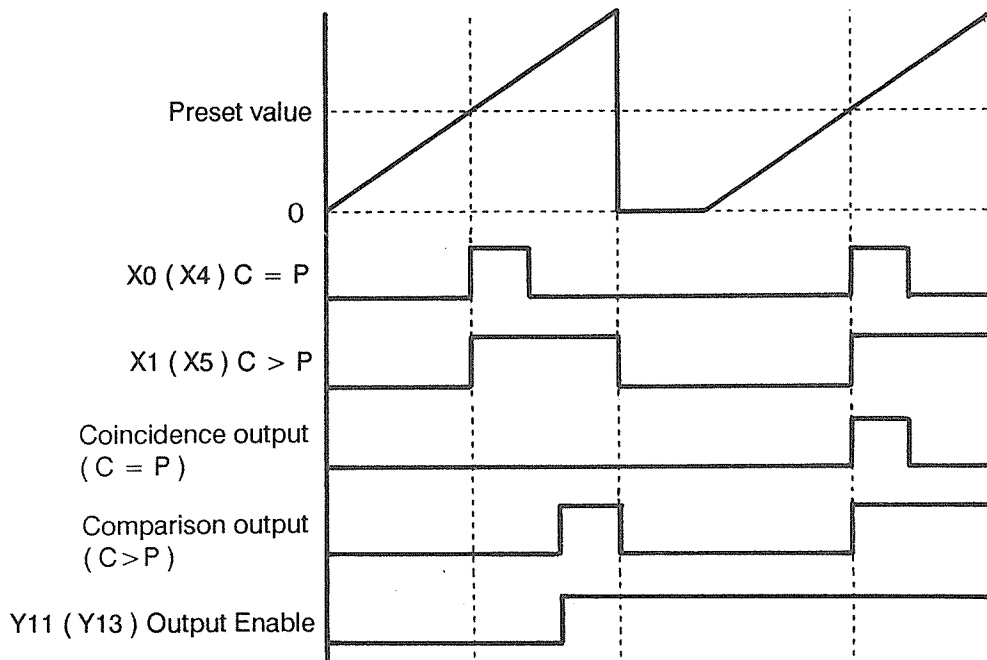 Preset value
0
X0 ( X4 ) C = P
X1 ( X5 ) C > P
Coincidence output
( C = P )
Comparison output
( C>P )
Y11 ( Y13 ) Output Enable